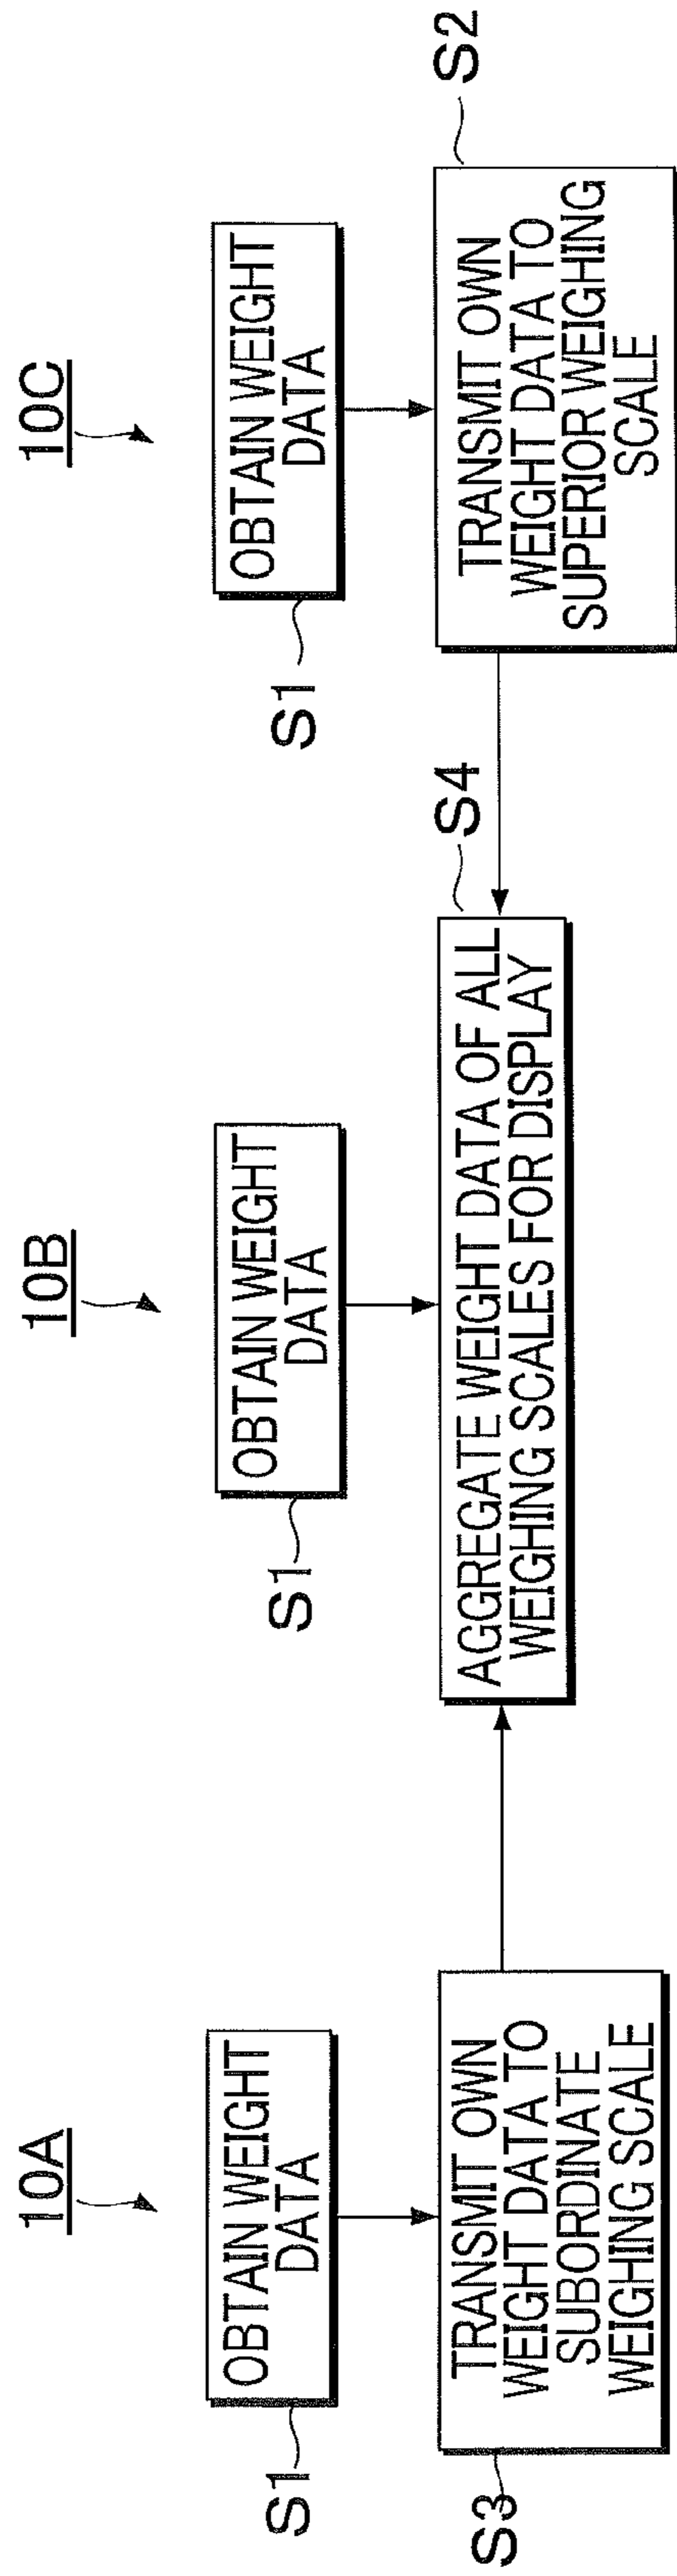 10A
OBTAIN WEIGHT
DATA
S1
TRANSMIT OWN
WEIGHT DATA TO
SUBORDINATE
WEIGHING SCALE
S3
10B
OBTAIN WEIGHT
DATA
S1
AGGREGATE WEIGHT DATA OF ALL
WEIGHING SCALES FOR DISPLAY
S4
10C
OBTAIN WEIGHT
DATA
S1
TRANSMIT OWN
WEIGHT DATA TO
SUPERIOR WEIGHING
SCALE
S2